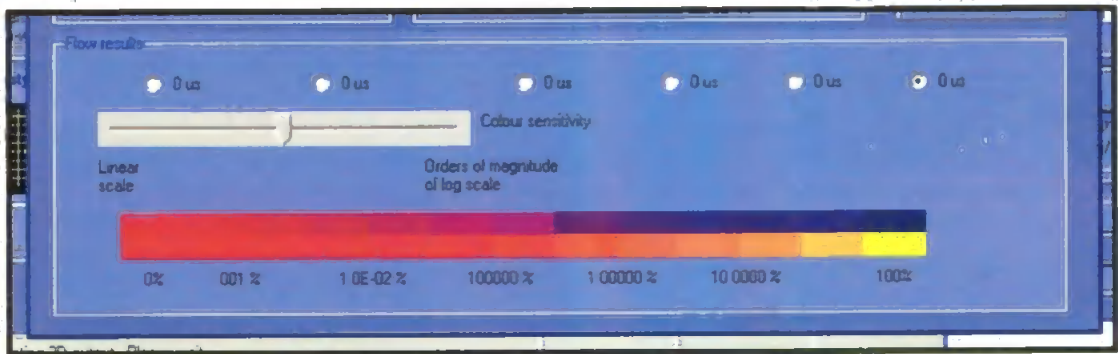 Flow results
0 us 0 us 0 us 0 us 0 us 0 us
Colour sensitivity
Linear scale
Orders of magnitude of log scale
0% 001 % 1 0E-02 % 100000 % 1 00000 % 10 0000 % 100%